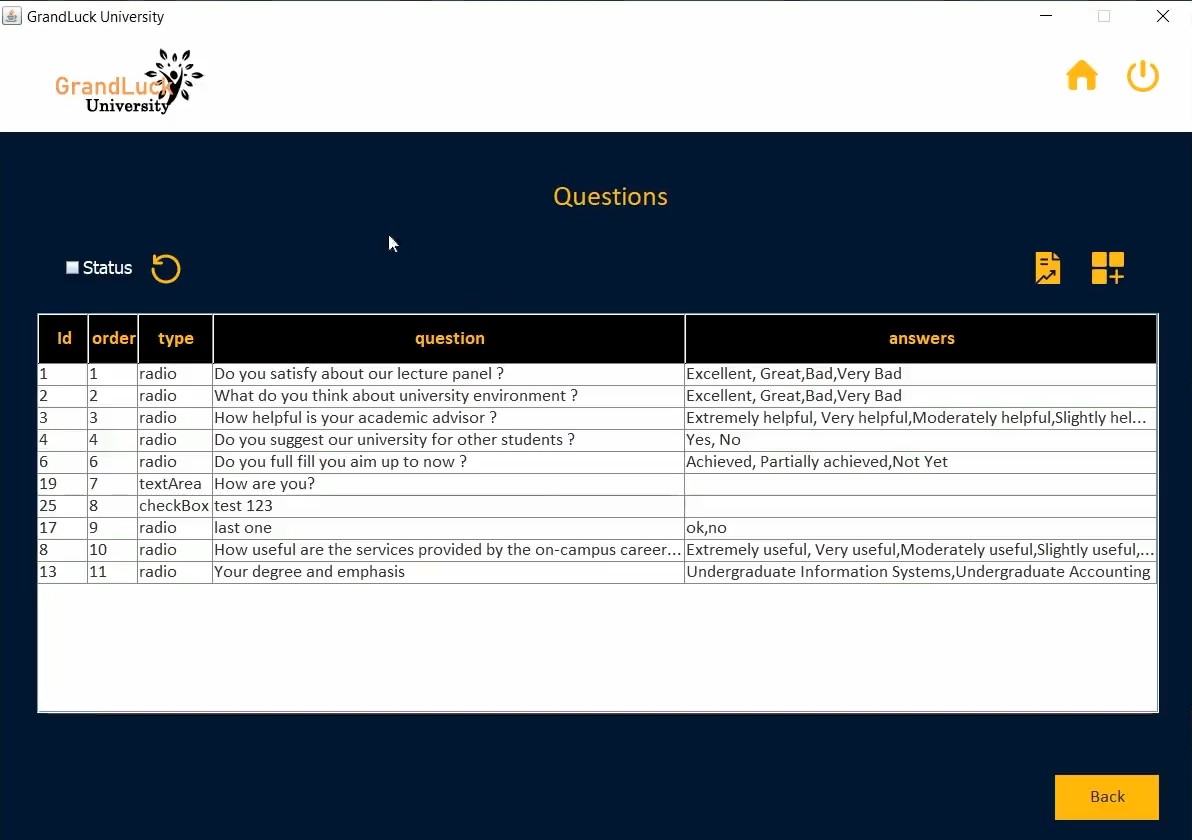 GrandLuck University
GrandLuck
University
Questions
Status
Id order type question answers
1 1 radio Do you satisfy about our lecture panel ? Excellent, Great,Bad,Very Bad
2 2 radio What do you think about university environment ? Excellent, Great,Bad,Very Bad
3 3 radio How helpful is your academic advisor ? Extremely helpful, Very helpful,Moderately helpful,Slightly hel...
4 4 radio Do you suggest our university for other students ? Yes, No
6 6 radio Do you full fill you aim up to now ? Achieved, Partially achieved,Not Yet
19 7 textArea How are you?
25 8 checkBox test 123
17 9 radio last one ok,no
8 10 radio How useful are the services provided by the on-campus career... Extremely useful, Very useful,Moderately useful,Slightly useful,...
13 11 radio Your degree and emphasis Undergraduate Information Systems,Undergraduate Accounting
Back